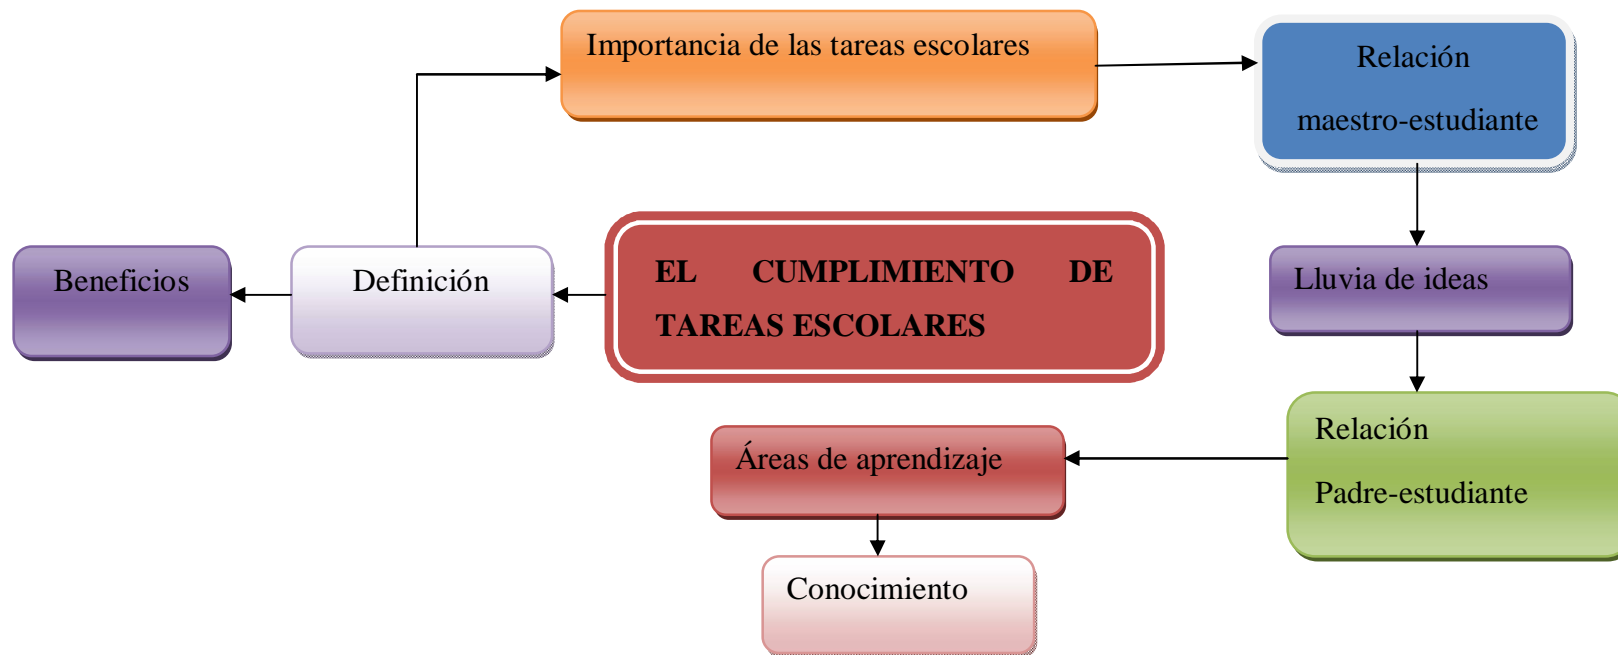 Importancia de las tareas escolares
Relación
maestro-estudiante
Beneficios
Definición
EL CUMPLIMIENTO DE
TAREAS ESCOLARES
Lluvia de ideas
Relación
Padre-estudiante
Áreas de aprendizaje
Conocimiento